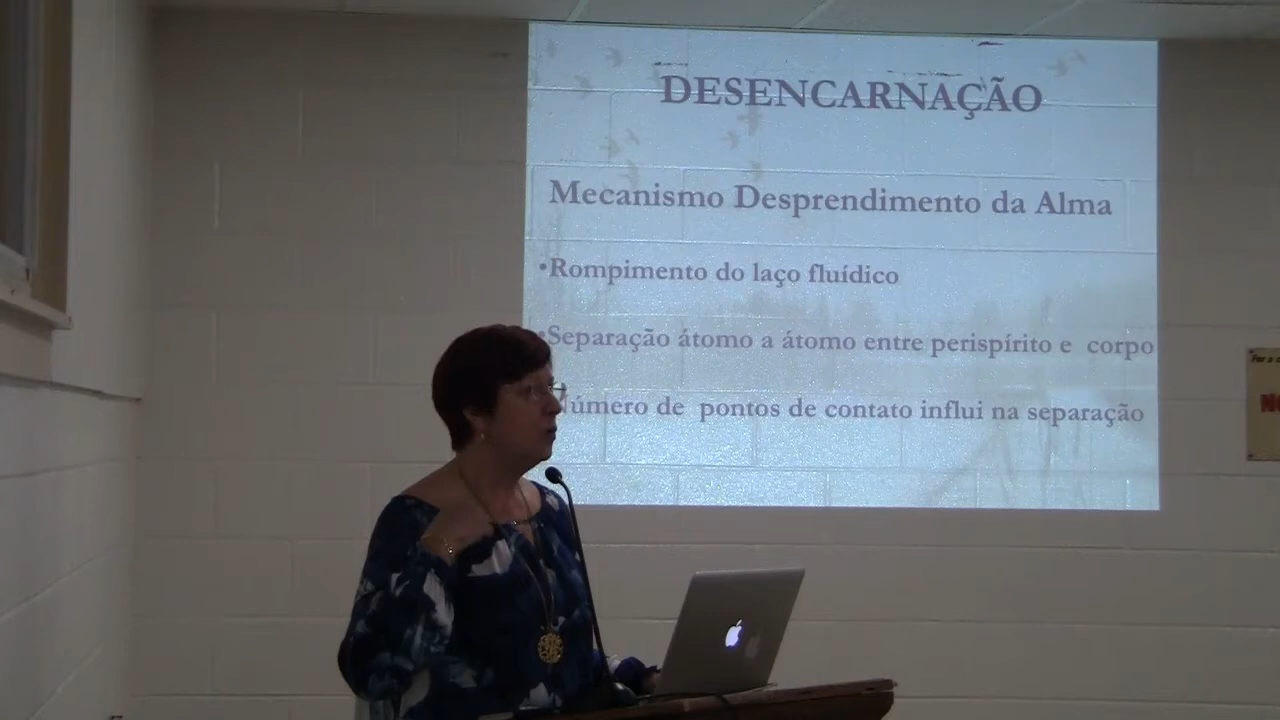 DESENCARNAÇÃO
Mecanismo Desprendimento da Alma
•Rompimento do laço fluídico
•Separação átomo a átomo entre perispírito e corpo
Número de pontos de contato influi na separação